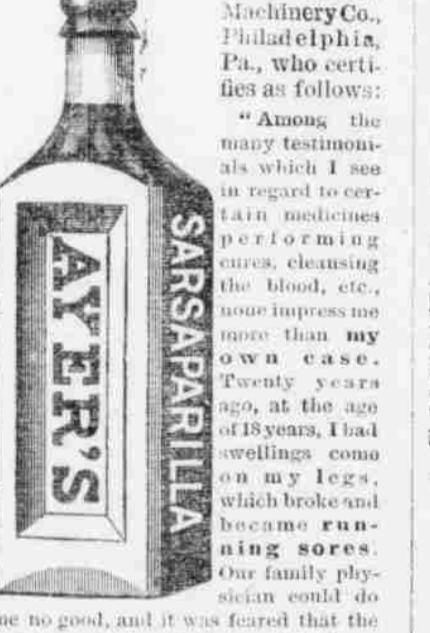 Machinery Co.,
Philadelphia,
Pa., who certi-
fies as follows:
"Among the
many testimoni-
als which I see
in regard to cer-
tain medicines
performing
cures, cleansing
the blood, etc.,
none impress me
more than my
own case.
Twenty years
ago, at the age
of 18 years, I had
swellings come
on my legs,
which broke and
became run-
ning sores.
Our family phy-
sician could do
me no good, and it was feared that the
AYER'S
SARSAPARILLA